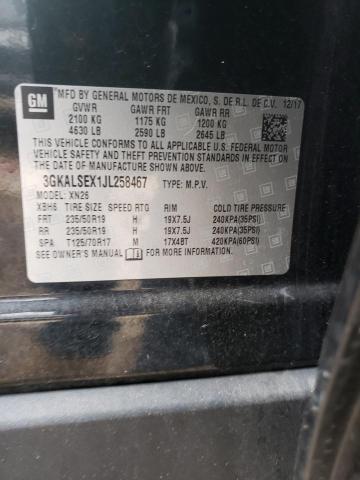 GM
MFD BY GENERAL MOTORS DE MEXICO, S. DE R.L. DE C.V. 12/17
GVWR GAWR FRT GAWR RR
2100 KG 1175 KG 1200 KG
4630 LB 2590 LB 2645 LB
THIS VEHICLE CONFORMS TO ALL APPLICABLE U.S.
FEDERAL MOTOR VEHICLE SAFETY, BUMPER, AND
THEFT PREVENTION STANDARDS IN EFFECT ON THE
DATE OF MANUFACTURE SHOWN ABOVE.
3GKALSEX1JL258467 TYPE: M.P.V.
MODEL: XN26
XBH6 TIRE SIZE SPEED RTG RIM COLD TIRE PRESSURE
FRT 235/50R19 H 19X7.5J 240KPA(35PSI)
RR 235/50R19 H 19X7.5J 240KPA(35PSI)
SPA T125/70R17 M 17X4BT 420KPA(60PSI)
SEE OWNER'S MANUAL FOR MORE INFORMATION.